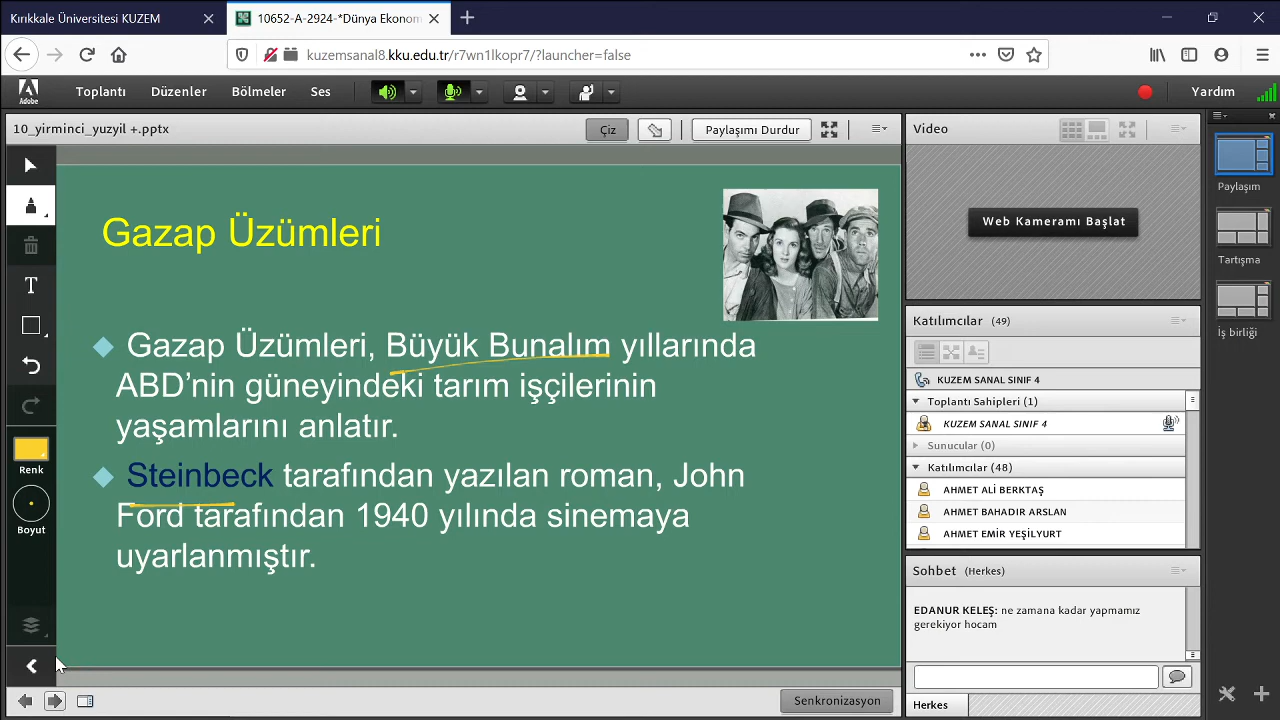 Kırıkkale Üniversitesi KUZEM
10652-A-2924-*Dünya Ekonom
kuzemsanal8.kku.edu.tr/r7wn1lkopr7/?launcher=false
Adobe
Toplantı
Düzenler
Bölmeler
Ses
Yardım
10_yirminci_yuzyil +.pptx
Çiz
Paylaşımı Durdur
T
Renk
Boyut
Gazap Üzümleri
Gazap Üzümleri, Büyük Bunalım yıllarında
ABD’nin güneyindeki tarım işçilerinin
yaşamlarını anlatır.
Steinbeck tarafından yazılan roman, John
Ford tarafından 1940 yılında sinemaya
uyarlanmıştır.
Senkronizasyon
Video
Web Kameramı Başlat
Katılımcılar (49)
KUZEM SANAL SINIF 4
Toplantı Sahipleri (1)
KUZEM SANAL SINIF 4
Sunucular (0)
Katılımcılar (48)
AHMET ALİ BERKTAŞ
AHMET BAHADIR ARSLAN
AHMET EMİR YEŞİLYURT
Sohbet (Herkes)
EDANUR KELEŞ: ne zamana kadar yapmamız
gerekiyor hocam
Herkes
Paylaşım
Tartışma
İş birliği